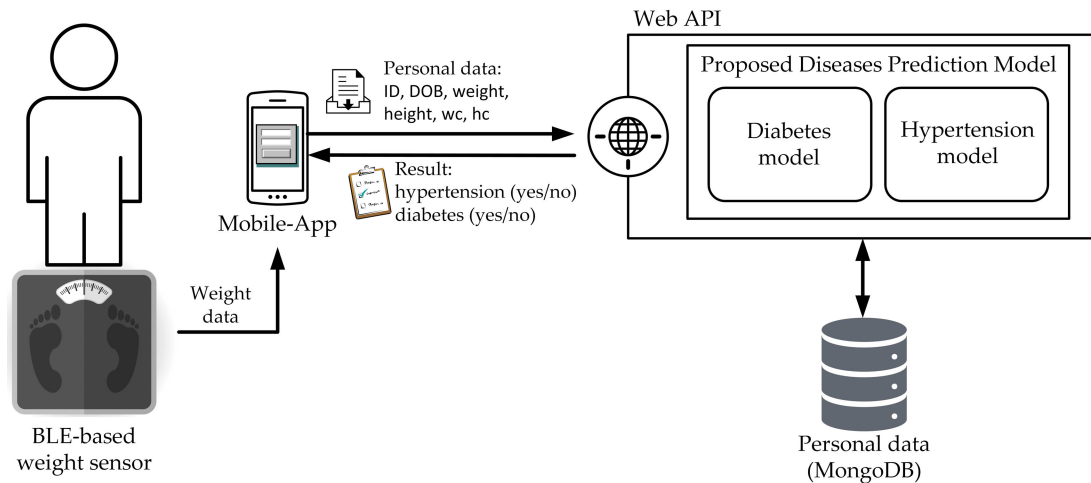 Web API
Personal data:
ID, DOB, weight,
height, wc, hc
Proposed Diseases Prediction Model
Diabetes
model
Hypertension
model
Result:
hypertension (yes/no)
diabetes (yes/no)
Mobile-App
Weight
data
BLE-based
weight sensor
Personal data
(MongoDB)